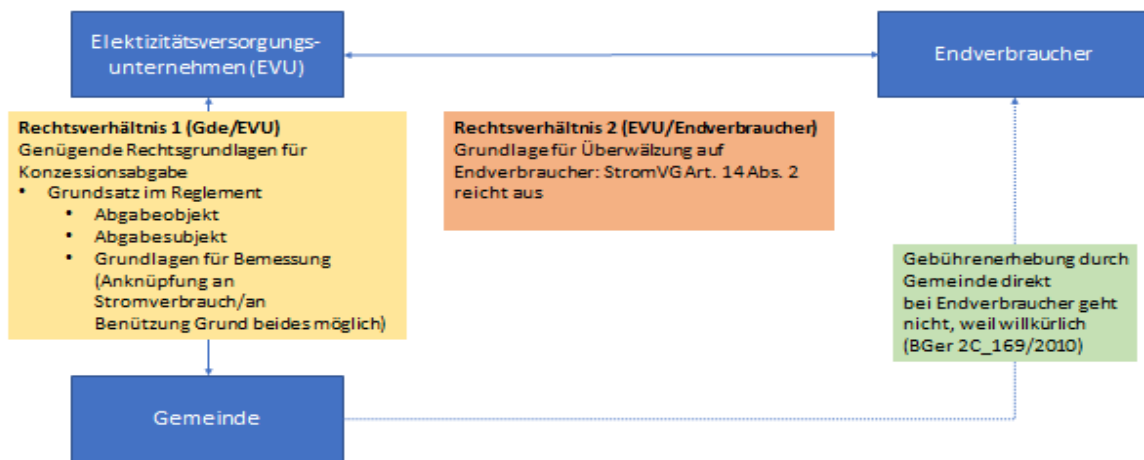 Elektizitätsversorgungs-
unternehmen (EVU)
Endverbraucher
Rechtsverhältnis 1 (Gde/EVU)
Genügende Rechtsgrundlagen für
Konzessionsabgabe
• Grundsatz im Reglement
• Abgabeobjekt
• Abgabesubjekt
• Grundlagen für Bemessung
(Anknüpfung an
Stromverbrauch/an
Benützung Grund beides möglich)
Rechtsverhältnis 2 (EVU/Endverbraucher)
Grundlage für Überwälzung auf
Endverbraucher: StromVG Art. 14 Abs. 2
reicht aus
Gebührenerhebung durch
Gemeinde direkt
bei Endverbraucher geht
nicht, weil willkürlich
(BGer 2C_169/2010)
Gemeinde